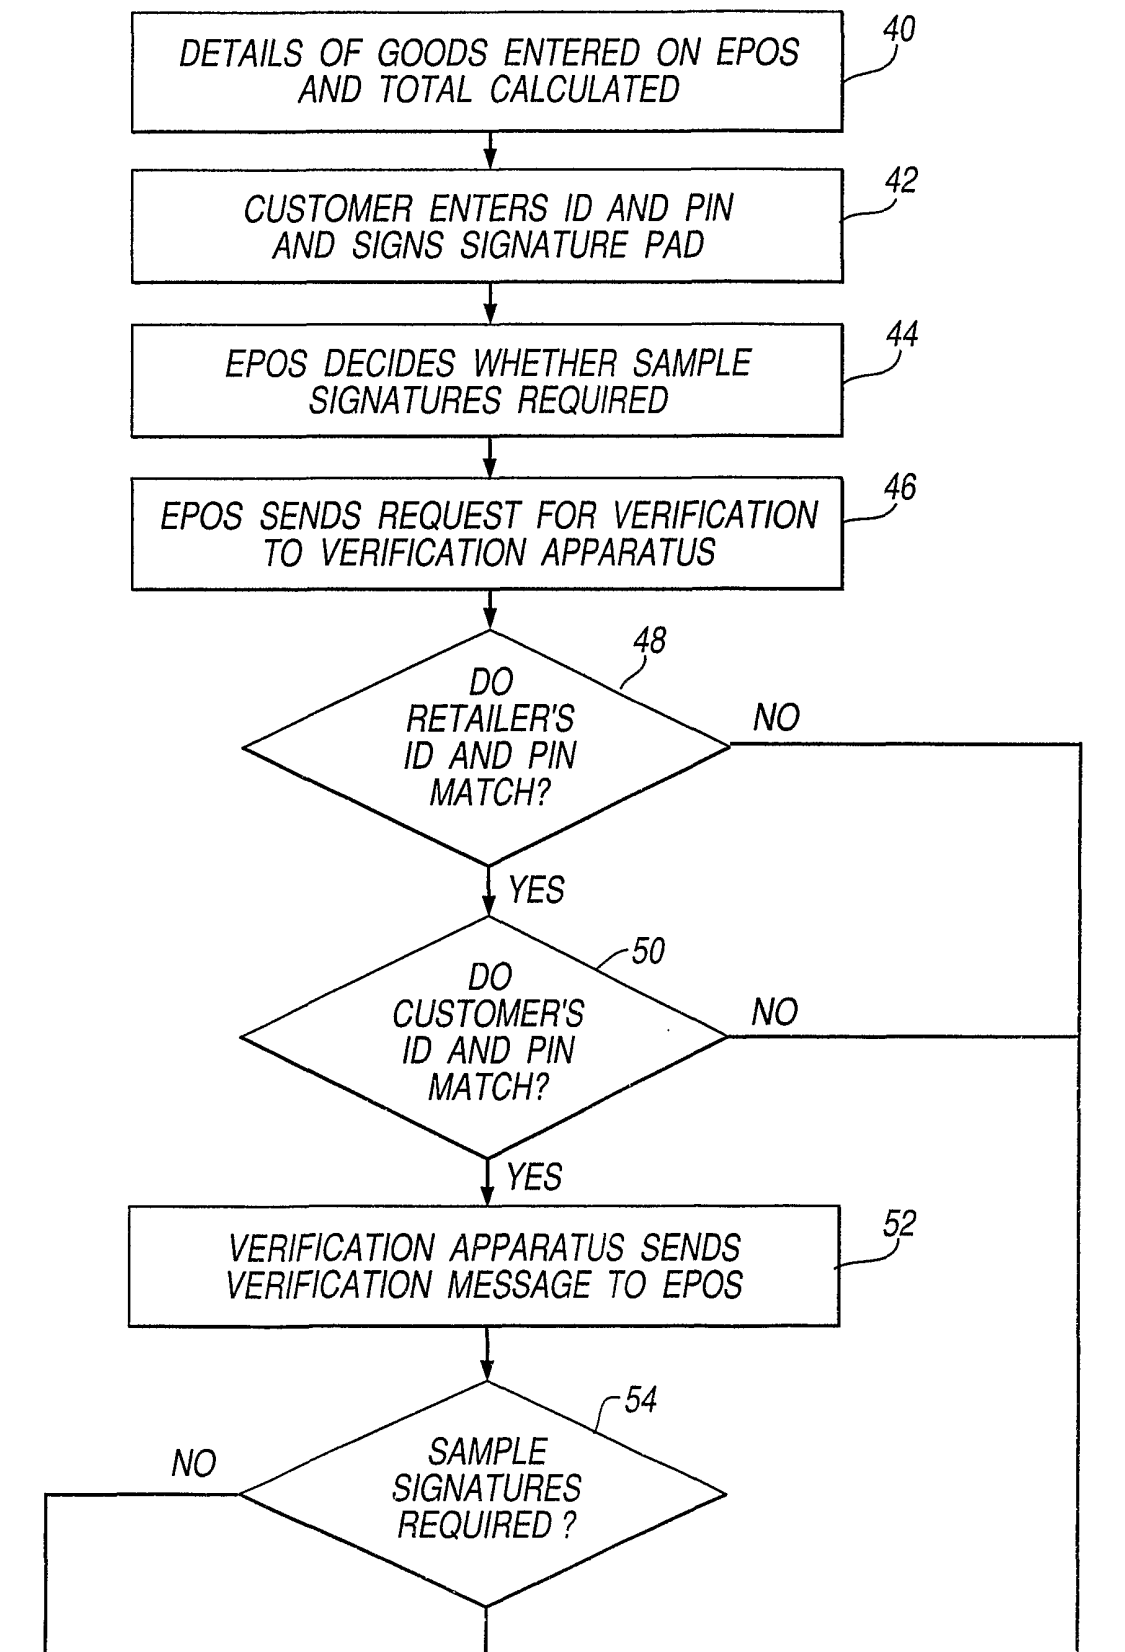 40
DETAILS OF GOODS ENTERED ON EPOS
AND TOTAL CALCULATED
42
CUSTOMER ENTERS ID AND PIN
AND SIGNS SIGNATURE PAD
44
EPOS DECIDES WHETHER SAMPLE
SIGNATURES REQUIRED
46
EPOS SENDS REQUEST FOR VERIFICATION
TO VERIFICATION APPARATUS
48
DO
RETAILER'S
ID AND PIN
MATCH?
NO
YES
50
DO
CUSTOMER'S
ID AND PIN
MATCH?
NO
YES
52
VERIFICATION APPARATUS SENDS
VERIFICATION MESSAGE TO EPOS
54
SAMPLE
SIGNATURES
REQUIRED ?
NO